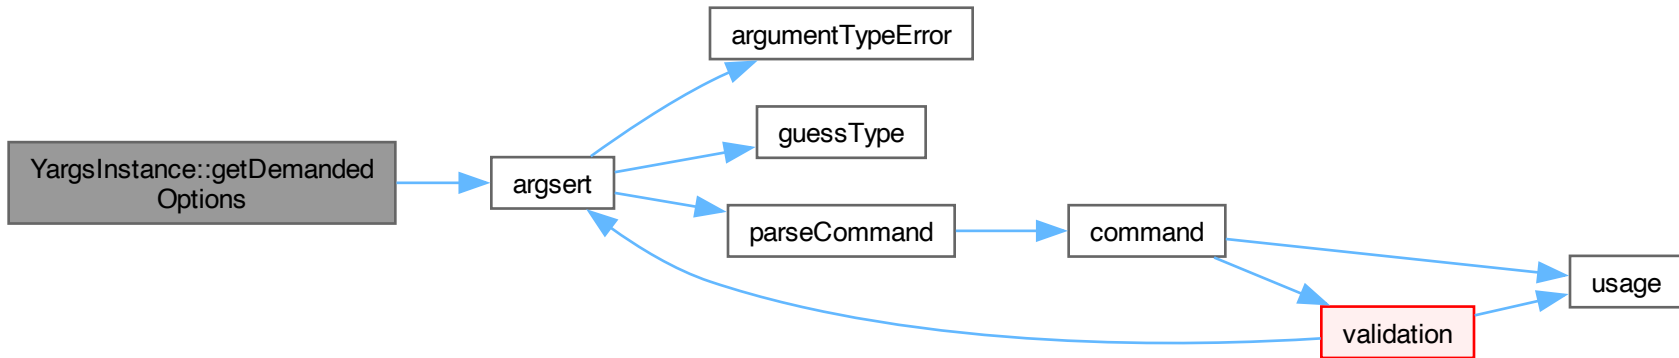 argumentTypeError
guessType
YargsInstance::getDemanded
Options
argsert
parseCommand
command
usage
validation